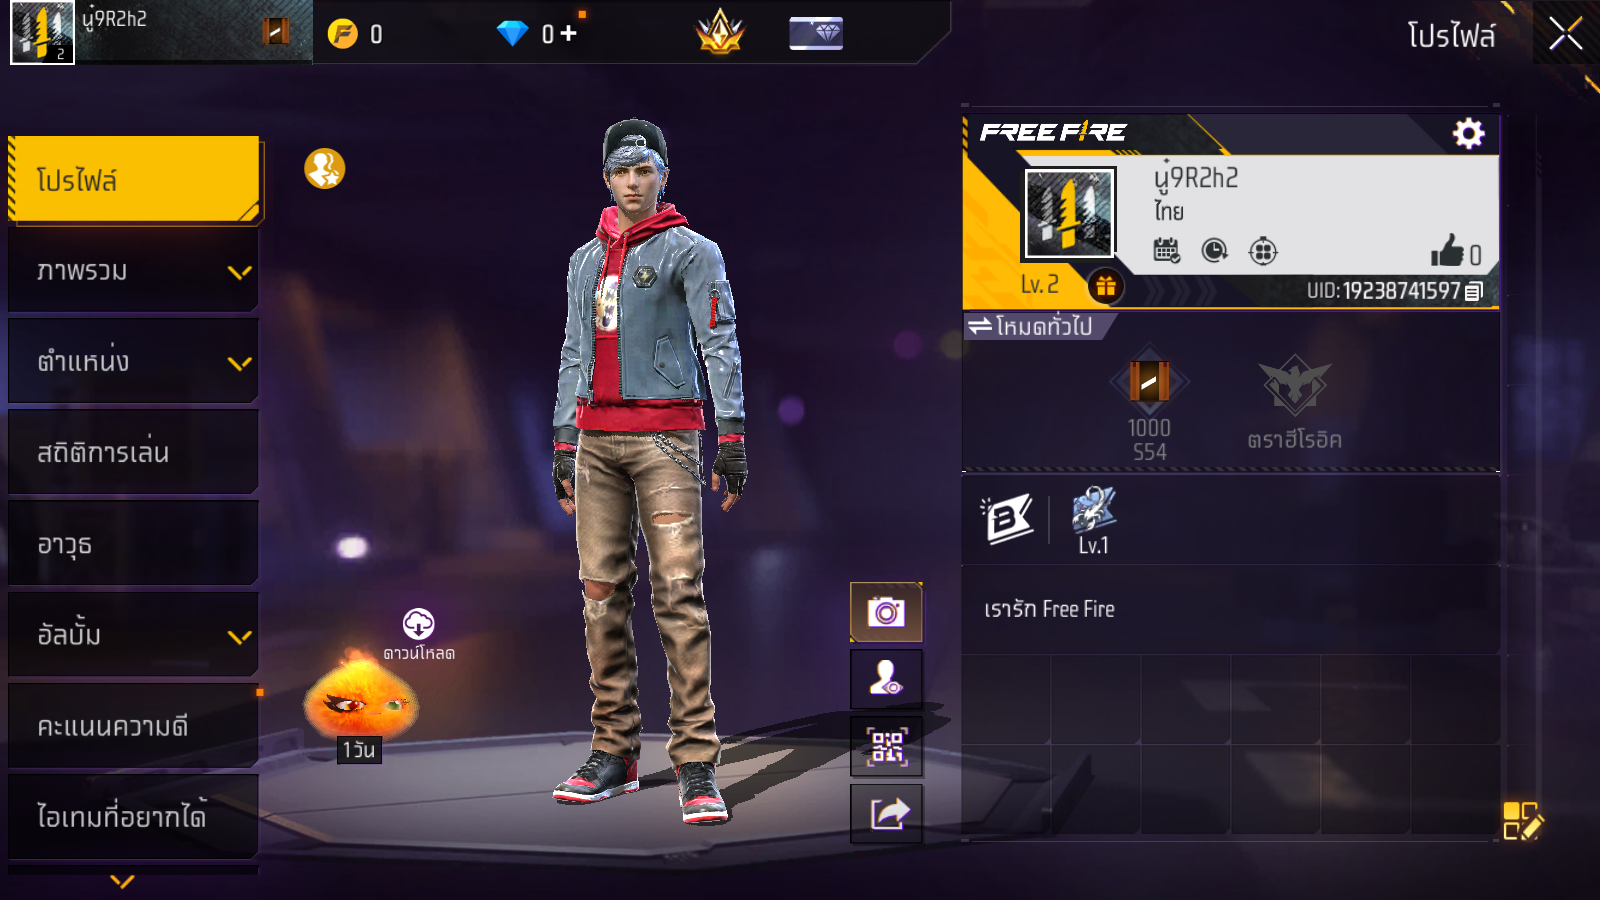 นู๋9R2h2
2
0
0
โปรไฟล์
โปรไฟล์
ภาพรวม
ตำแหน่ง
สถิติการเล่น
อาวุธ
อัลบั้ม
คะแนนความดี
ไอเทมที่อยากได้
ดาวน์โหลด
1วัน
FREE FIRE
นู๋9R2h2
ไทย
0
Lv. 2
UID: 19238741597
โหมดทั่วไป
1000
S54
ตราฮีโรอิค
B
Lv.1
เรารัก Free Fire